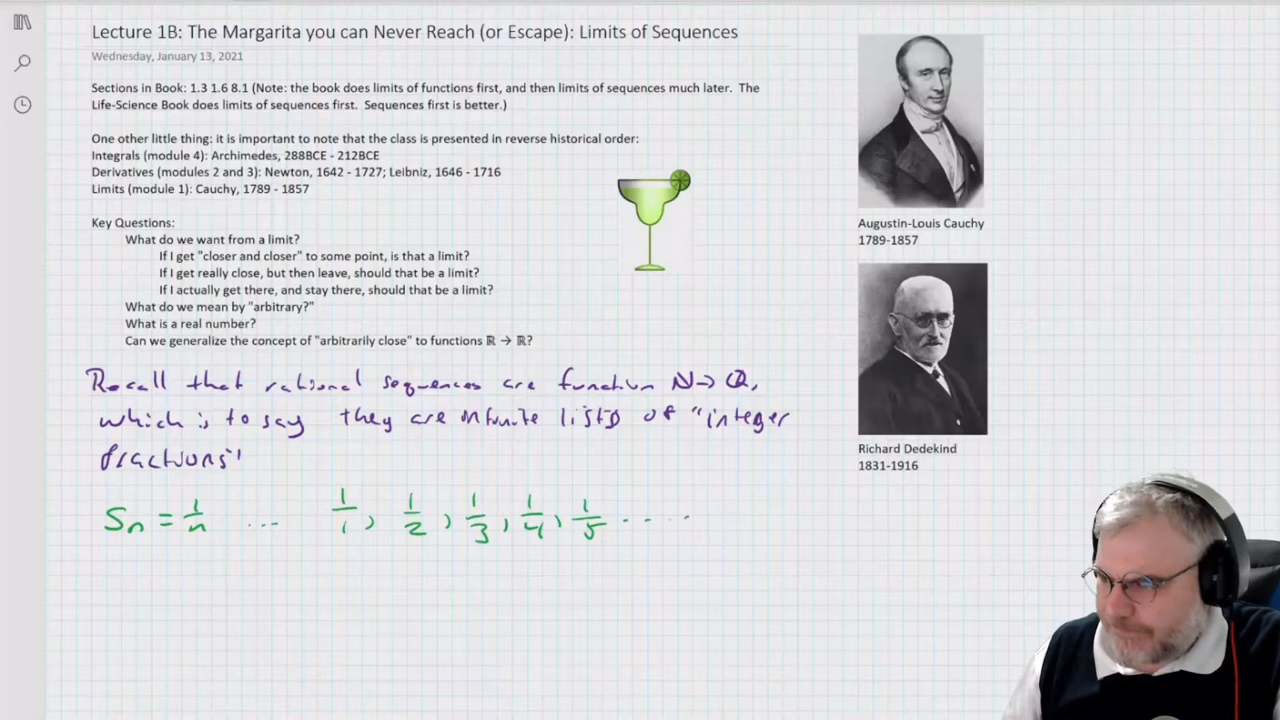 Lecture 1B: The Margarita you can Never Reach (or Escape): Limits of Sequences
Wednesday, January 13, 2021
Sections in Book: 1.3 1.6 8.1 (Note: the book does limits of functions first, and then limits of sequences much later. The
Life-Science Book does limits of sequences first. Sequences first is better.)
One other little thing: it is important to note that the class is presented in reverse historical order:
Integrals (module 4): Archimedes, 288BCE - 212BCE
Derivatives (modules 2 and 3): Newton, 1642 - 1727; Leibniz, 1646 - 1716
Limits (module 1): Cauchy, 1789 - 1857
Key Questions:
What do we want from a limit?
If I get "closer and closer" to some point, is that a limit?
If I get really close, but then leave, should that be a limit?
If I actually get there, and stay there, should that be a limit?
What do we mean by "arbitrary?"
What is a real number?
Can we generalize the concept of "arbitrarily close" to functions ℝ → ℝ?
Augustin-Louis Cauchy
1789-1857
Richard Dedekind
1831-1916
Recall that rational sequences are function ℕ→ℚ,
which is to say they are infinite lists of "integer
fractions"
Sn = 1/n ... 1/1, 1/2, 1/3, 1/4, 1/5 .....